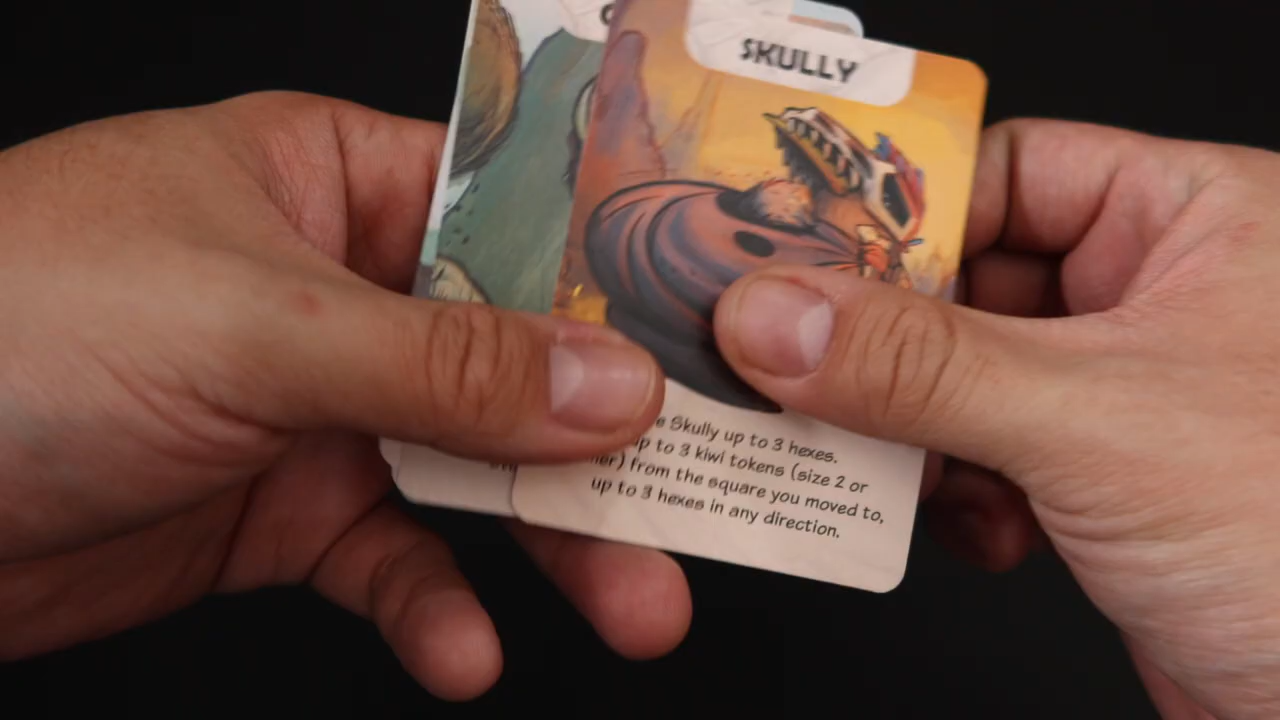 SKULLY
Skully up to 3 hexes.
up to 3 kiwi tokens (size 2 or
from the square you moved to,
up to 3 hexes in any direction.